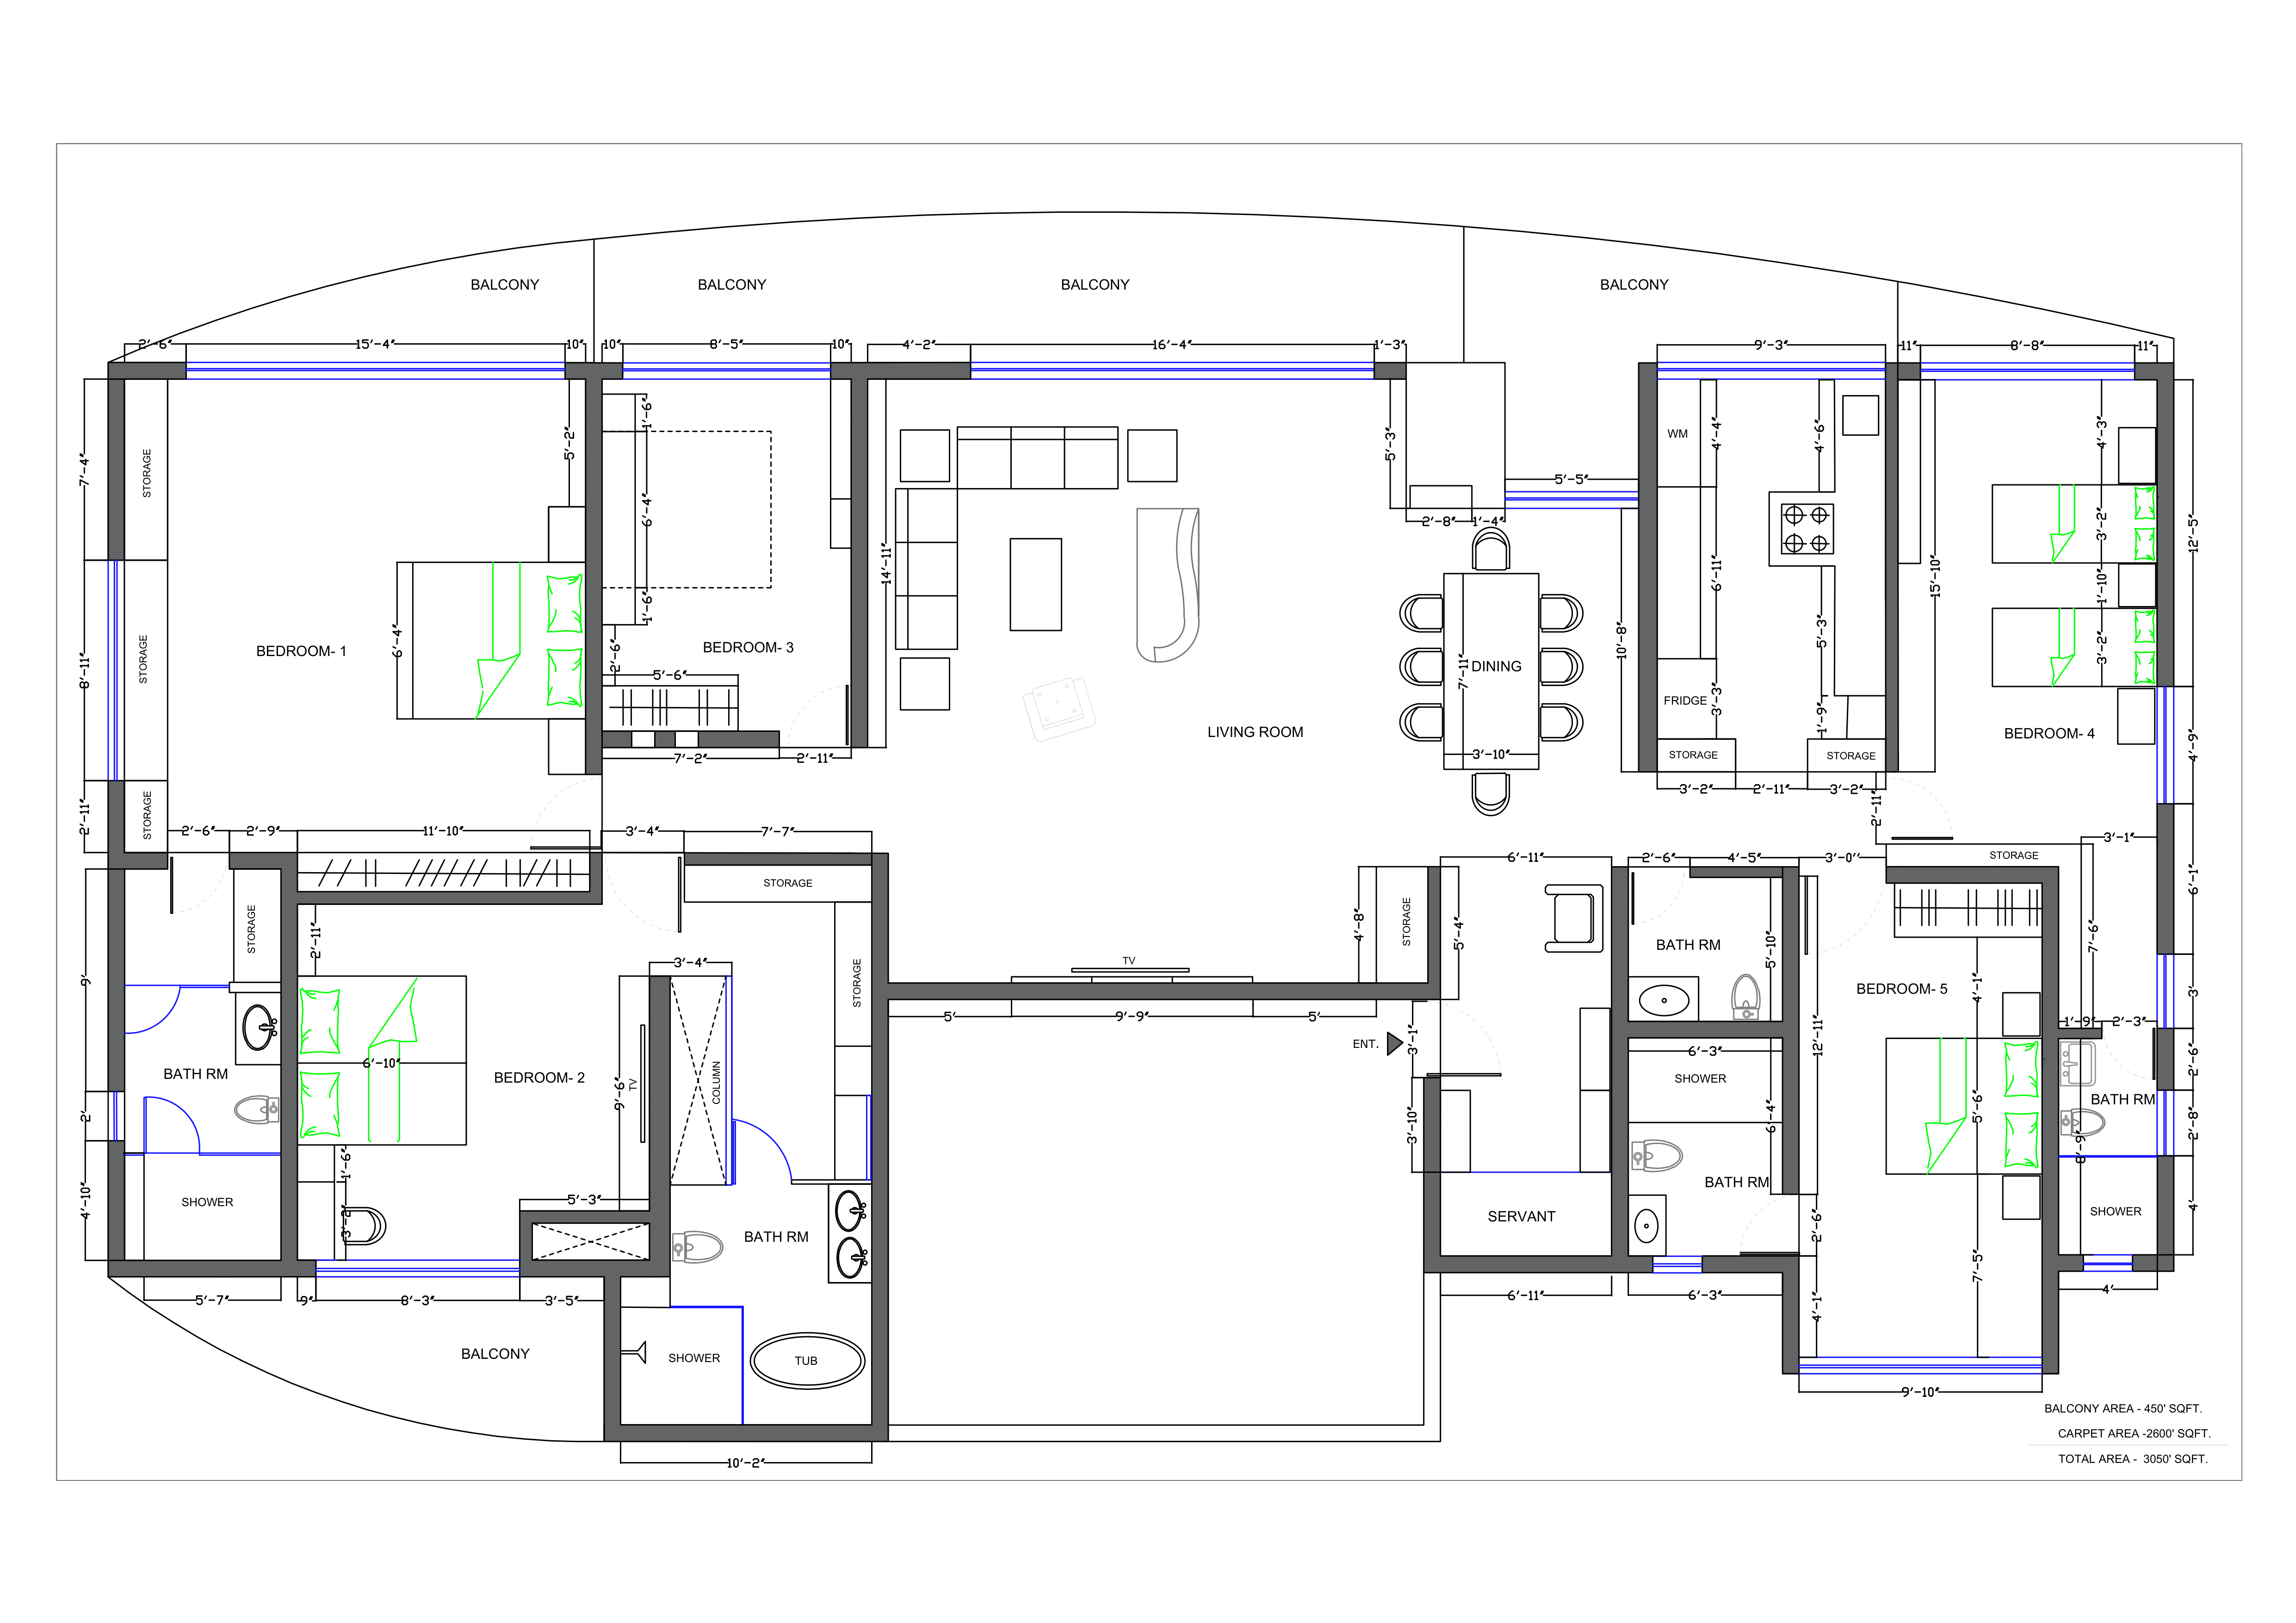 BALCONY
BALCONY
BALCONY
BALCONY
2'-6"
15'-4"
10"
10"
8'-5"
10"
4'-2"
16'-4"
1'-3"
9'-3"
11"
8'-8"
11"
7'-4"
STORAGE
5'-2"
1'-6"
5'-3"
WM
4'-4"
4'-6"
4'-3"
5'-5"
2'-8"
1'-4"
6'-4"
14'-11"
3'-2"
12'-5"
6'-11"
15'-10"
1'-10"
8'-11"
STORAGE
BEDROOM- 1
6'-4"
1'-6"
2'-6"
BEDROOM- 3
5'-6"
10'-8"
5'-3"
3'-2"
7'-11"
DINING
FRIDGE
3'-3"
1'-9"
LIVING ROOM
BEDROOM- 4
4'-9"
7'-2"
2'-11"
3'-10"
STORAGE
STORAGE
3'-2"
2'-11"
3'-2"
2'-11"
2'-11"
STORAGE
2'-6"
2'-9"
11'-10"
3'-4"
7'-7"
3'-1"
6'-11"
2'-6"
4'-5"
3'-0''
STORAGE
6'-1"
STORAGE
STORAGE
2'-11"
4'-8"
STORAGE
5'-4"
BATH RM
5'-10"
7'-6"
9'
3'-4"
TV
STORAGE
BEDROOM- 5
4'-1"
3'
5'
9'-9"
5'
1'-9"
2'-3"
ENT.
3'-1"
6'-3"
12'-11"
2'-6"
BATH RM
6'-10"
BEDROOM- 2
9'-6"
TV
COLUMN
SHOWER
5'-6"
BATH RM
2'
3'-10"
6'-4"
8'-9"
2'-8"
1'-6"
BATH RM
4'-10"
SHOWER
5'-3"
3'-2"
BATH RM
SERVANT
2'-6"
SHOWER
4'
7'-5"
5'-7"
9"
8'-3"
3'-5"
6'-11"
6'-3"
4'-1"
4'
BALCONY
SHOWER
TUB
9'-10"
10'-2"
BALCONY AREA - 450' SQFT.
CARPET AREA -2600' SQFT.
TOTAL AREA - 3050' SQFT.